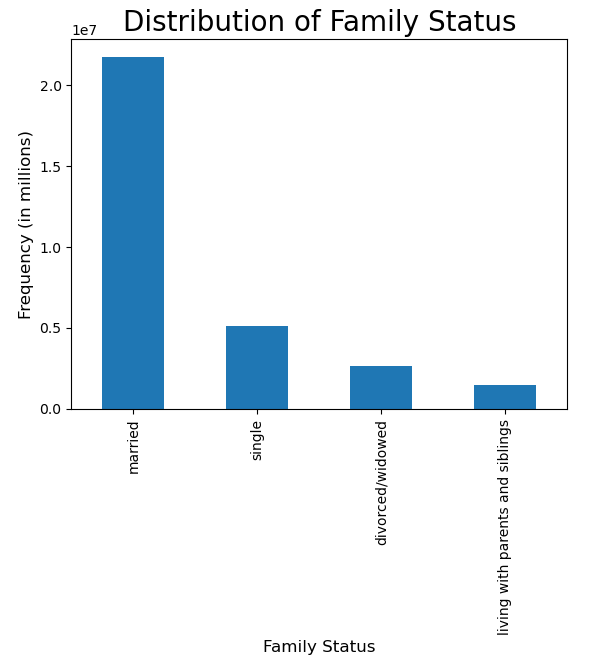 Distribution of Family Status
1e7
2.0
1.5
1.0
0.5
0.0
Frequency (in millions)
married
single
divorced/widowed
living with parents and siblings
Family Status